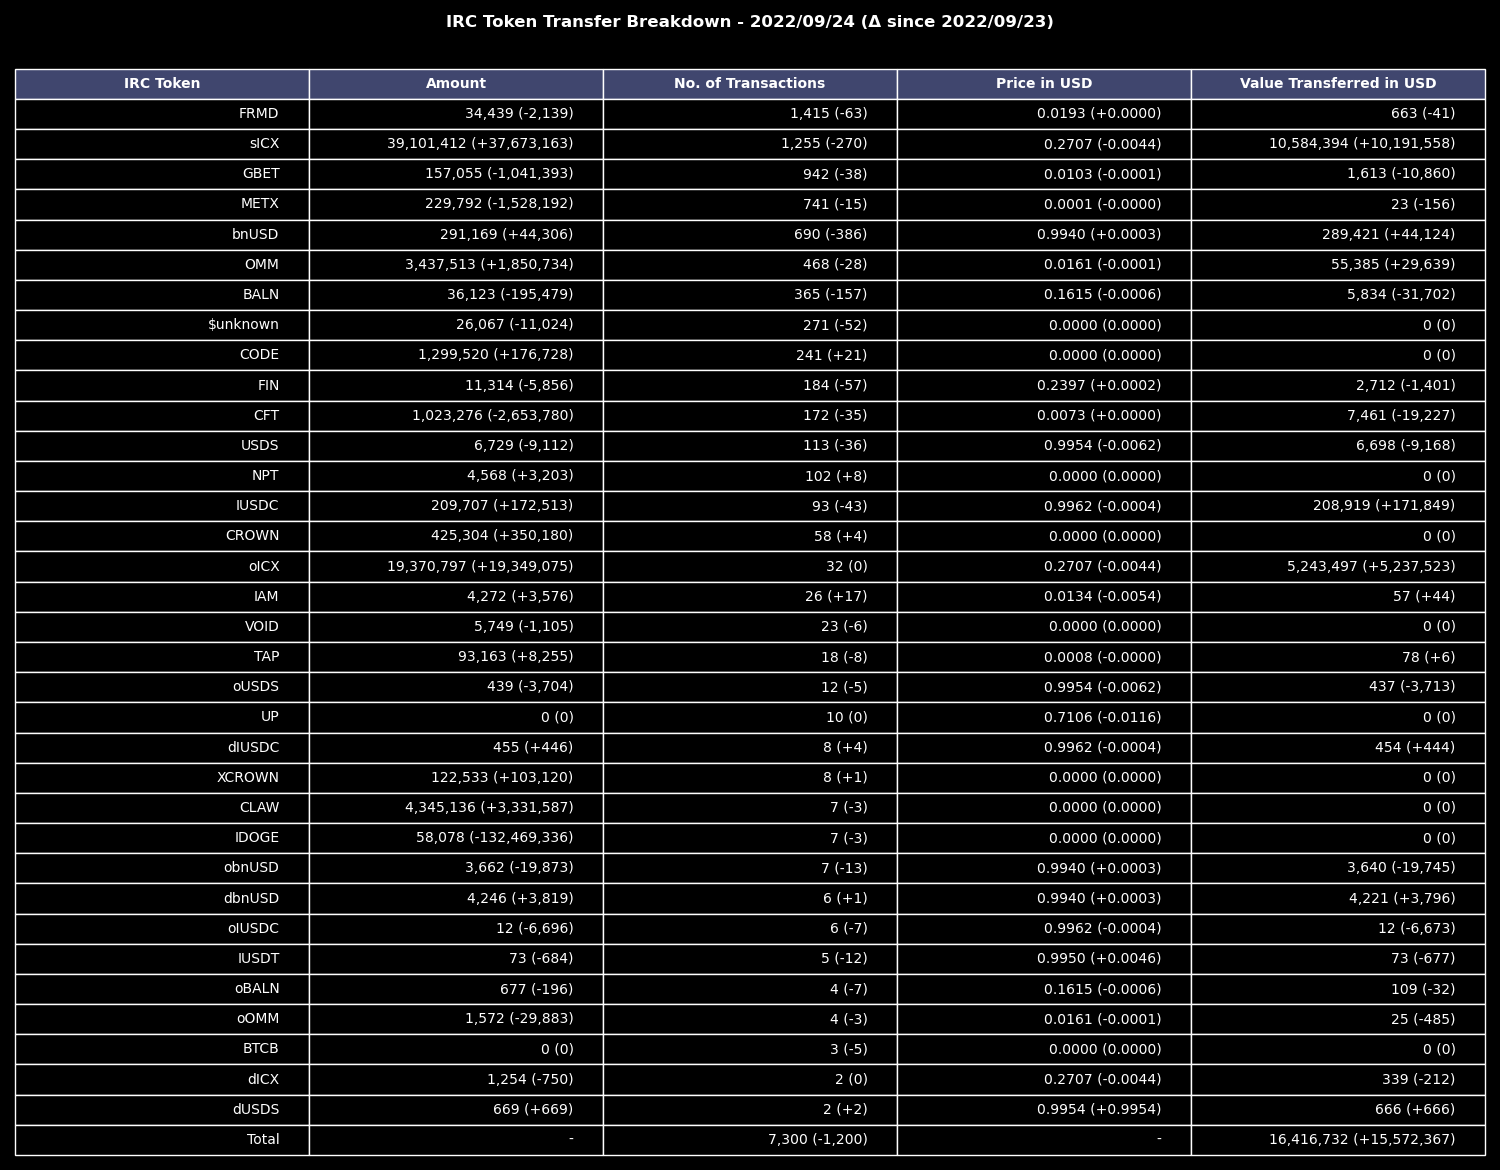 IRC Token Transfer Breakdown - 2022/09/24 (Δ since 2022/09/23)
IRC Token Amount No. of Transactions Price in USD Value Transferred in USD
FRMD 34,439 (-2,139) 1,415 (-63) 0.0193 (+0.0000) 663 (-41)
sICX 39,101,412 (+37,673,163) 1,255 (-270) 0.2707 (-0.0044) 10,584,394 (+10,191,558)
GBET 157,055 (-1,041,393) 942 (-38) 0.0103 (-0.0001) 1,613 (-10,860)
METX 229,792 (-1,528,192) 741 (-15) 0.0001 (-0.0000) 23 (-156)
bnUSD 291,169 (+44,306) 690 (-386) 0.9940 (+0.0003) 289,421 (+44,124)
OMM 3,437,513 (+1,850,734) 468 (-28) 0.0161 (-0.0001) 55,385 (+29,639)
BALN 36,123 (-195,479) 365 (-157) 0.1615 (-0.0006) 5,834 (-31,702)
$unknown 26,067 (-11,024) 271 (-52) 0.0000 (0.0000) 0 (0)
CODE 1,299,520 (+176,728) 241 (+21) 0.0000 (0.0000) 0 (0)
FIN 11,314 (-5,856) 184 (-57) 0.2397 (+0.0002) 2,712 (-1,401)
CFT 1,023,276 (-2,653,780) 172 (-35) 0.0073 (+0.0000) 7,461 (-19,227)
USDS 6,729 (-9,112) 113 (-36) 0.9954 (-0.0062) 6,698 (-9,168)
NPT 4,568 (+3,203) 102 (+8) 0.0000 (0.0000) 0 (0)
IUSDC 209,707 (+172,513) 93 (-43) 0.9962 (-0.0004) 208,919 (+171,849)
CROWN 425,304 (+350,180) 58 (+4) 0.0000 (0.0000) 0 (0)
oICX 19,370,797 (+19,349,075) 32 (0) 0.2707 (-0.0044) 5,243,497 (+5,237,523)
IAM 4,272 (+3,576) 26 (+17) 0.0134 (-0.0054) 57 (+44)
VOID 5,749 (-1,105) 23 (-6) 0.0000 (0.0000) 0 (0)
TAP 93,163 (+8,255) 18 (-8) 0.0008 (-0.0000) 78 (+6)
oUSDS 439 (-3,704) 12 (-5) 0.9954 (-0.0062) 437 (-3,713)
UP 0 (0) 10 (0) 0.7106 (-0.0116) 0 (0)
dIUSDC 455 (+446) 8 (+4) 0.9962 (-0.0004) 454 (+444)
XCROWN 122,533 (+103,120) 8 (+1) 0.0000 (0.0000) 0 (0)
CLAW 4,345,136 (+3,331,587) 7 (-3) 0.0000 (0.0000) 0 (0)
IDOGE 58,078 (-132,469,336) 7 (-3) 0.0000 (0.0000) 0 (0)
obnUSD 3,662 (-19,873) 7 (-13) 0.9940 (+0.0003) 3,640 (-19,745)
dbnUSD 4,246 (+3,819) 6 (+1) 0.9940 (+0.0003) 4,221 (+3,796)
oIUSDC 12 (-6,696) 6 (-7) 0.9962 (-0.0004) 12 (-6,673)
IUSDT 73 (-684) 5 (-12) 0.9950 (+0.0046) 73 (-677)
oBALN 677 (-196) 4 (-7) 0.1615 (-0.0006) 109 (-32)
oOMM 1,572 (-29,883) 4 (-3) 0.0161 (-0.0001) 25 (-485)
BTCB 0 (0) 3 (-5) 0.0000 (0.0000) 0 (0)
dICX 1,254 (-750) 2 (0) 0.2707 (-0.0044) 339 (-212)
dUSDS 669 (+669) 2 (+2) 0.9954 (+0.9954) 666 (+666)
Total - 7,300 (-1,200) - 16,416,732 (+15,572,367)